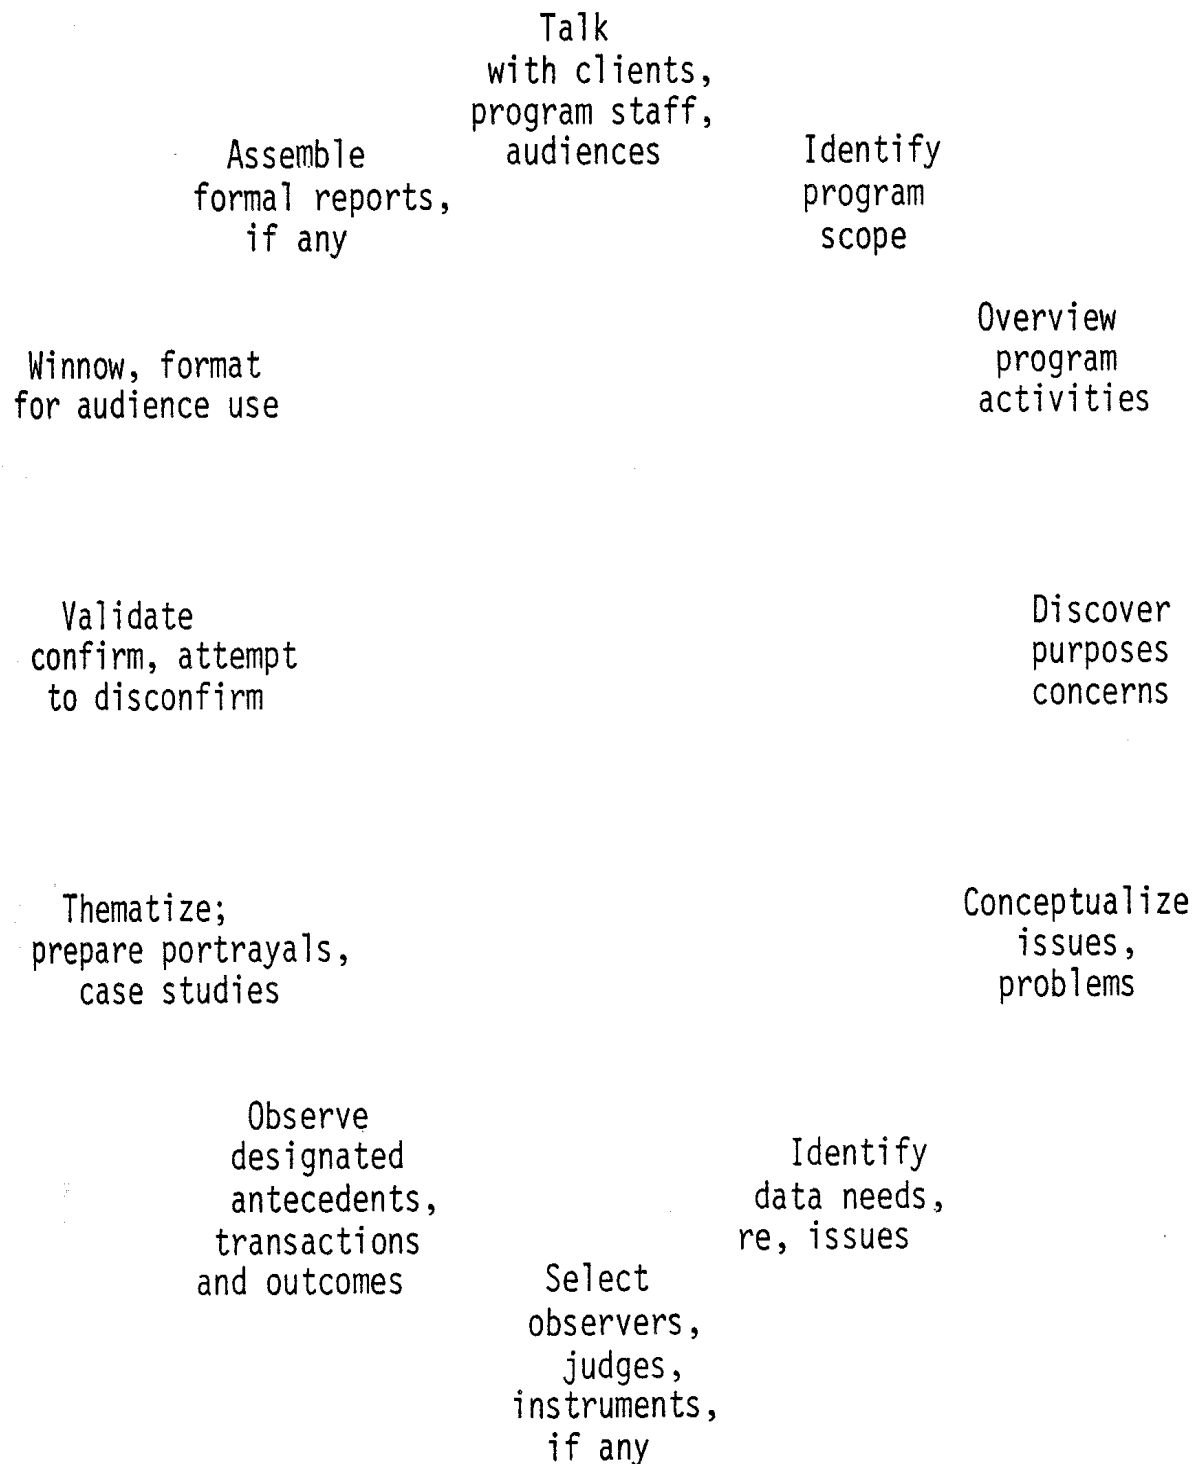 Talk
with clients,
program staff,
audiences
Identify
program
scope
Overview
program
activities
Discover
purposes
concerns
Conceptualize
issues,
problems
Identify
data needs,
re, issues
Select
observers,
judges,
instruments,
if any
Observe
designated
antecedents,
transactions
and outcomes
Thematize;
prepare portrayals,
case studies
Validate
confirm, attempt
to disconfirm
Winnow, format
for audience use
Assemble
formal reports,
if any